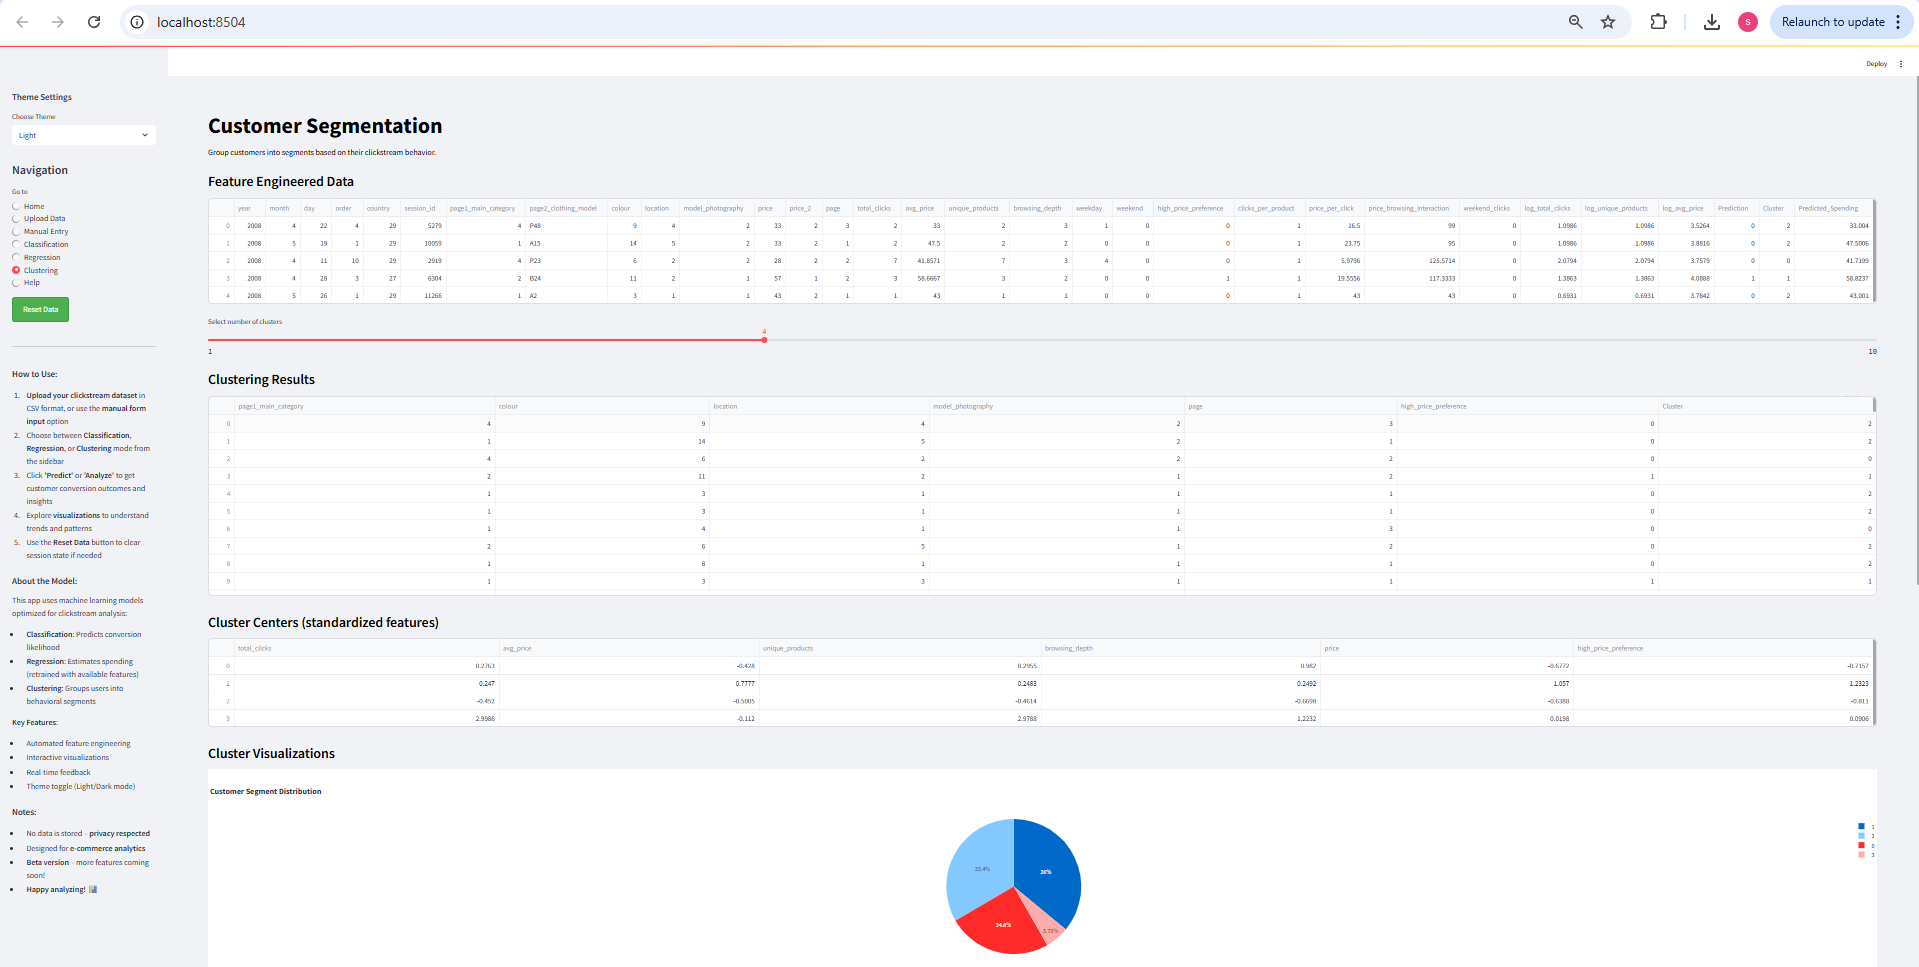 localhost:8504
Relaunch to update
S
Deploy
Theme Settings
Choose Theme
Light
Navigation
Go to
Home
Upload Data
Manual Entry
Classification
Regression
Clustering
Help
Reset Data
How to Use:
1. Upload your clickstream dataset in
CSV format, or use the manual form
input option
2. Choose between Classification,
Regression, or Clustering mode from
the sidebar
3. Click 'Predict' or 'Analyze' to get
customer conversion outcomes and
insights
4. Explore visualizations to understand
trends and patterns
5. Use the Reset Data button to clear
session state if needed
About the Model:
This app uses machine learning models
optimized for clickstream analysis:
Classification: Predicts conversion
likelihood
Regression: Estimates spending
(retrained with available features)
Clustering: Groups users into
behavioral segments
Key Features:
Automated feature engineering
Interactive visualizations
Real-time feedback
Theme toggle (Light/Dark mode)
Notes:
No data is stored – privacy respected
Designed for e-commerce analytics
Beta version – more features coming
soon!
Happy analyzing!
Customer Segmentation
Group customers into segments based on their clickstream behavior.
Feature Engineered Data
year month day order country session_id page1_main_category page2_clothing_model colour location model_photography price price_2 page total_clicks avg_price unique_products browsing_depth weekday weekend high_price_preference clicks_per_product price_per_click price_browsing_interaction weekend_clicks log_total_clicks log_unique_products log_avg_price Prediction Cluster Predicted_Spending
0 2008 4 22 4 29 5279 4 P48 9 4 2 33 2 3 2 33 2 3 1 0 0 1 16.5 99 0 1.0986 1.0986 3.5264 0 2 33.004
1 2008 5 19 1 29 10059 1 A15 14 5 2 33 2 1 2 47.5 2 2 0 0 0 1 23.75 95 0 1.0986 1.0986 3.8816 0 2 47.5006
2 2008 4 11 10 29 2919 4 P23 6 2 2 28 2 2 7 41.8571 7 3 4 0 0 1 5.9796 125.5714 0 2.0794 2.0794 3.7579 0 0 41.7199
3 2008 4 28 3 27 6304 2 B24 11 2 1 57 1 2 3 58.6667 3 2 0 0 1 1 19.5556 117.3333 0 1.3863 1.3863 4.0888 1 1 58.8237
4 2008 5 26 1 29 11266 1 A2 3 1 1 43 2 1 1 43 1 1 0 0 0 1 43 43 0 0.6931 0.6931 3.7842 0 2 43.001
Select number of clusters
4
1 10
Clustering Results
page1_main_category colour location model_photography page high_price_preference Cluster
0 4 9 4 2 3 0 2
1 1 14 5 2 1 0 2
2 4 6 2 2 2 0 0
3 2 11 2 1 2 1 1
4 1 3 1 1 1 0 2
5 1 3 1 1 1 0 2
6 1 4 1 1 3 0 0
7 2 6 5 1 2 0 2
8 1 8 1 1 1 0 2
9 1 3 3 1 1 1 1
Cluster Centers (standardized features)
total_clicks avg_price unique_products browsing_depth price high_price_preference
0 0.2763 -0.428 0.2955 0.982 -0.6772 -0.7157
1 0.247 0.7777 0.2483 0.2492 1.057 1.2323
2 -0.452 -0.5005 -0.4614 -0.6698 -0.6388 -0.811
3 2.9986 -0.112 2.9788 1.2232 0.0198 0.0906
Cluster Visualizations
Customer Segment Distribution
33.4%
36%
24.8%
5.72%
1
2
0
3